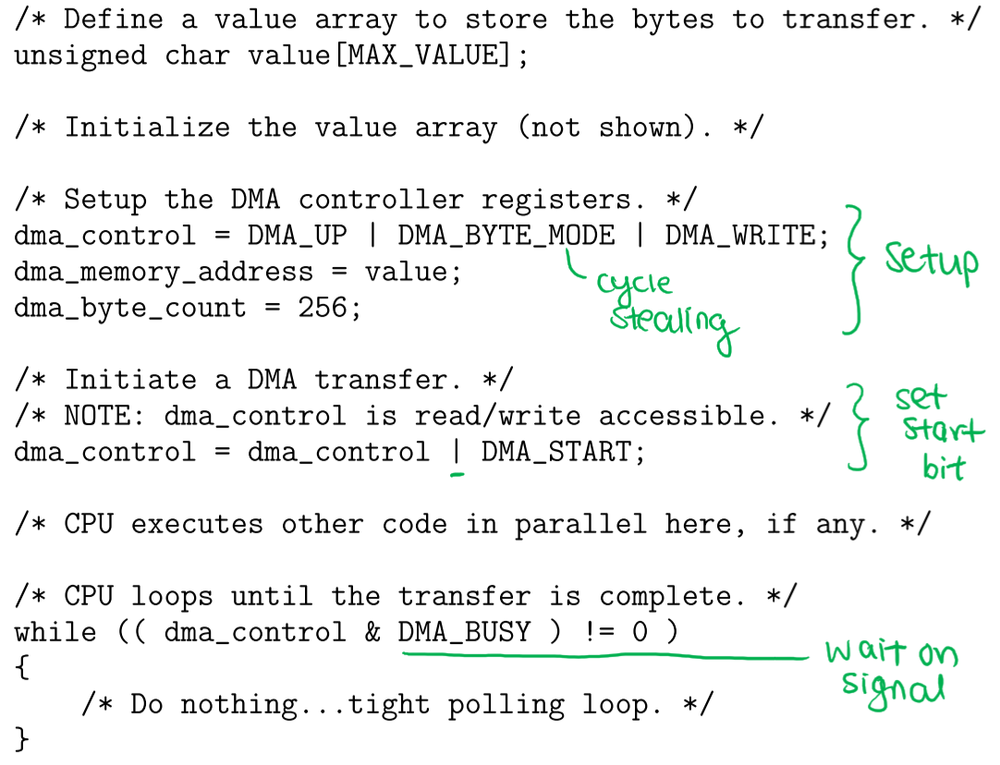 /* Define a value array to store the bytes to transfer. */
unsigned char value[MAX_VALUE];
/* Initialize the value array (not shown). */
/* Setup the DMA controller registers. */
dma_control = DMA_UP | DMA_BYTE_MODE | DMA_WRITE;
dma_memory_address = value;
dma_byte_count = 256;
cycle
stealing
setup
/* Initiate a DMA transfer. */
/* NOTE: dma_control is read/write accessible. */
dma_control = dma_control | DMA_START;
set
start
bit
/* CPU executes other code in parallel here, if any. */
/* CPU loops until the transfer is complete. */
while (( dma_control & DMA_BUSY ) != 0 )
{
/* Do nothing...tight polling loop. */
}
wait on
signal